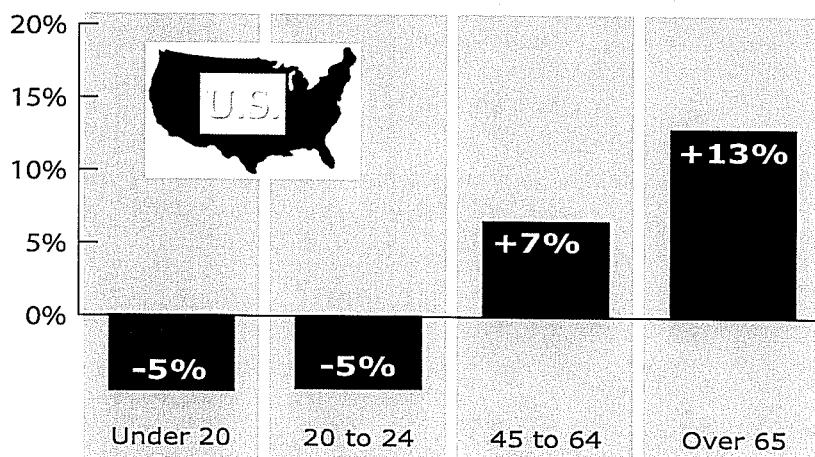 20%
15%
10%
5%
0%
U.S.
+13%
+7%
-5%
-5%
Under 20
20 to 24
45 to 64
Over 65